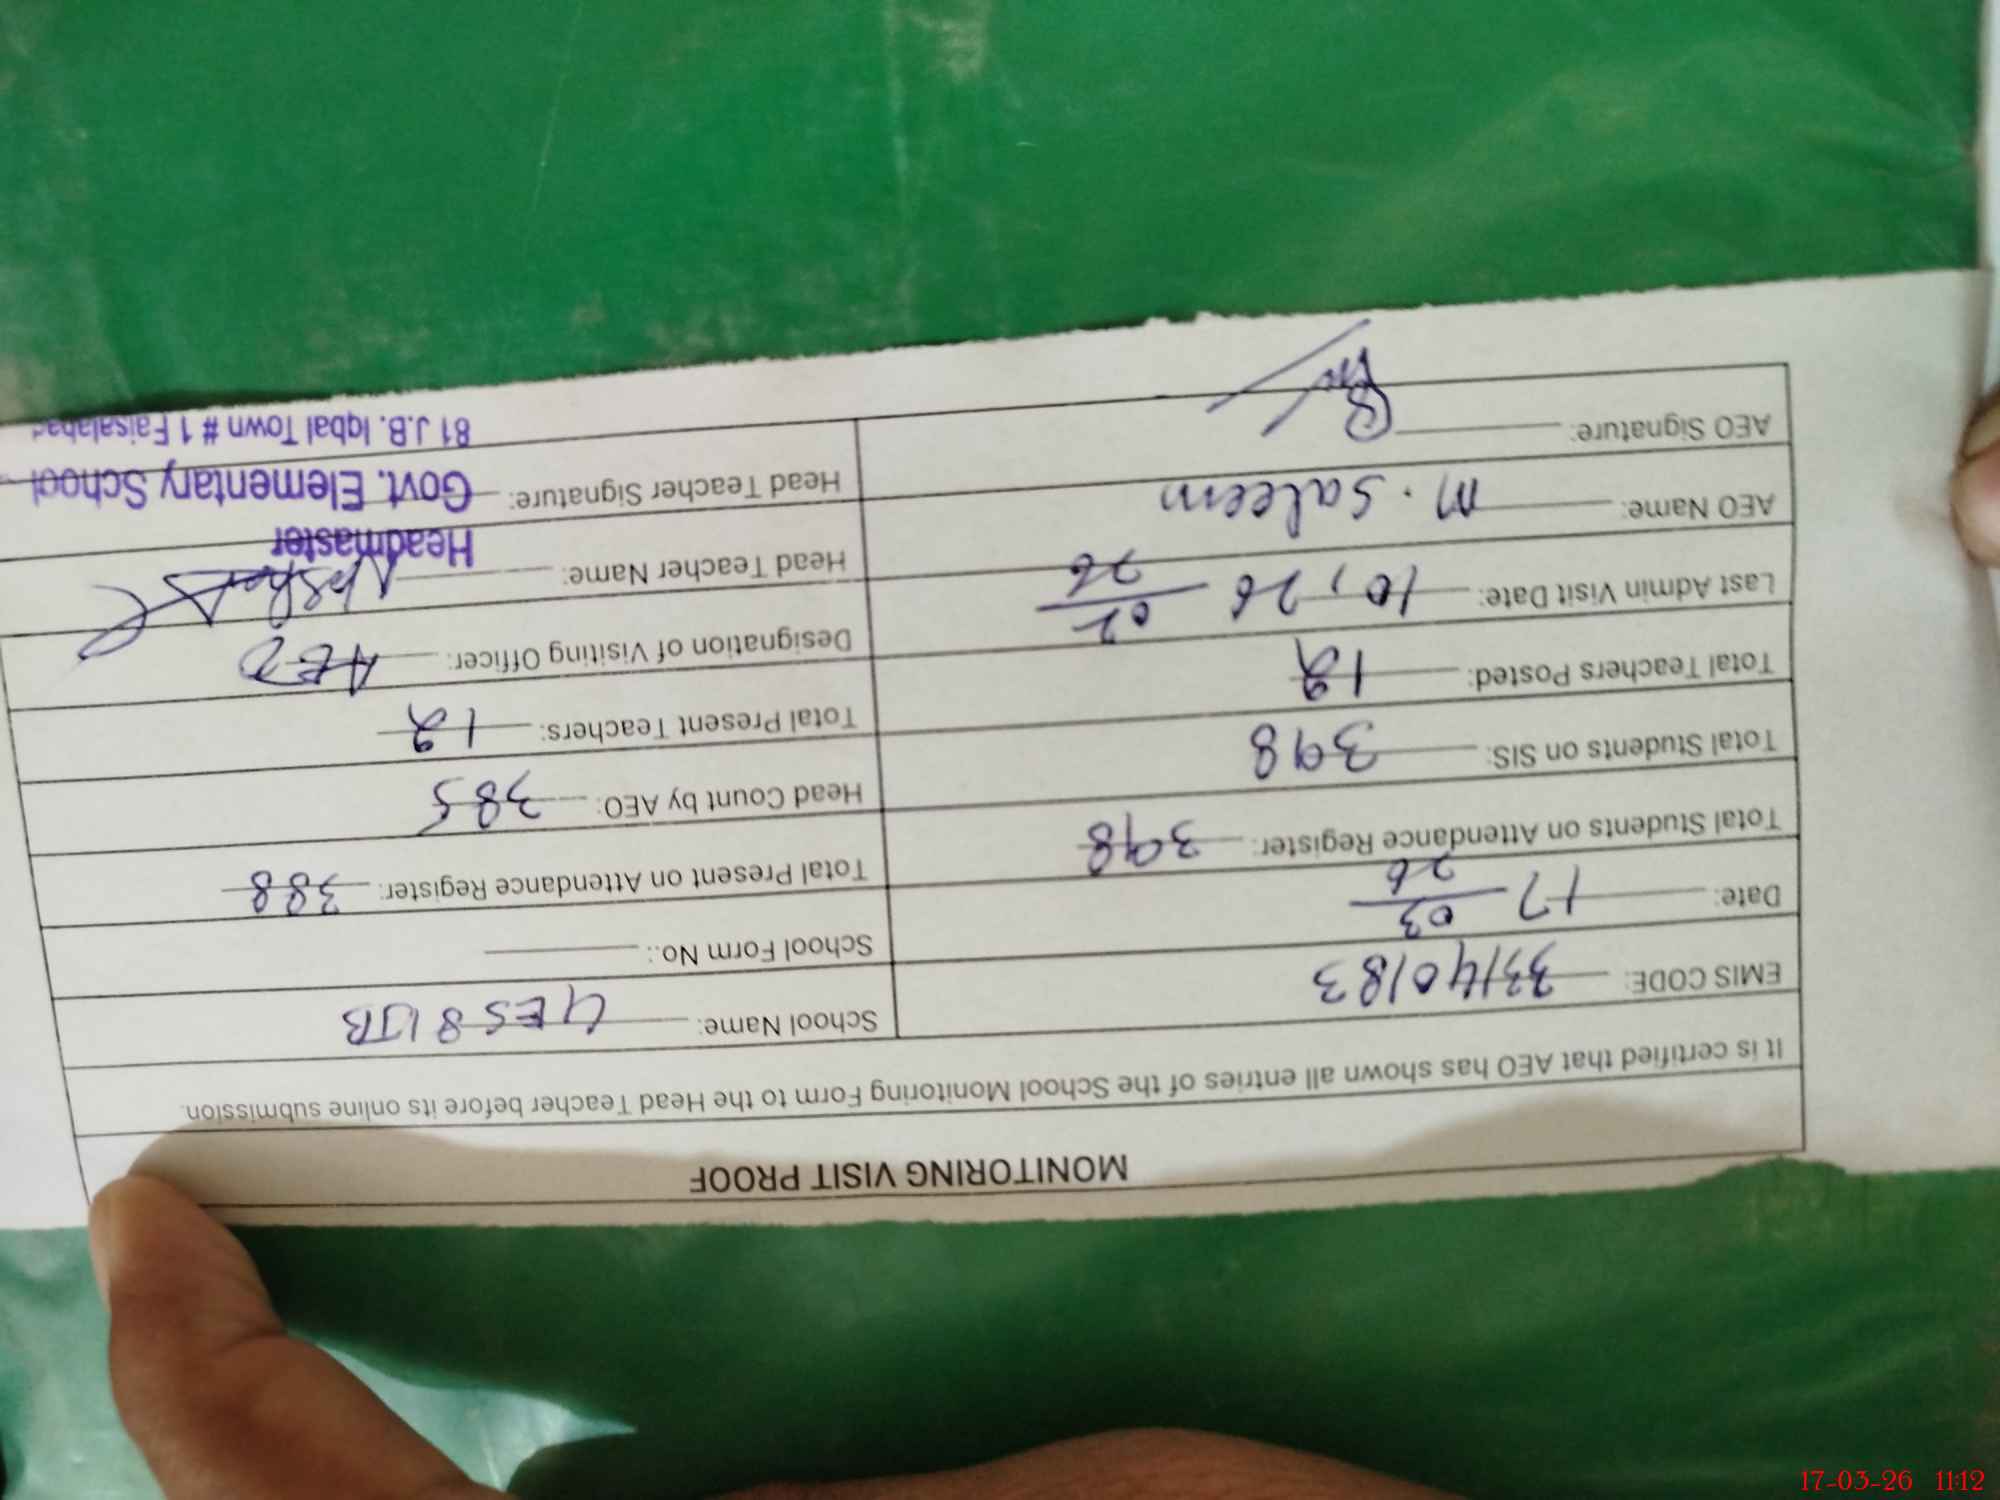 MONITORING VISIT PROOF
It is certified that AEO has shown all entries of the School Monitoring Form to the Head Teacher before its online submission.
EMIS CODE: 33140183
School Name: GES 81JB
Date: 17 03/26
School Form No.:
Total Students on Attendance Register: 398
Total Present on Attendance Register: 388
Total Students on SIS: 398
Head Count by AEO: 385
Total Teachers Posted: 12
Total Present Teachers: 12
Last Admin Visit Date: 10, 26 02/26
Designation of Visiting Officer: AEO
AEO Name: M. Saleem
Head Teacher Name:
AEO Signature:
Head Teacher Signature:
Headmaster
Govt. Elementary School
81 J.B. Iqbal Town # 1 Faisalabad
17-03-26 11:12